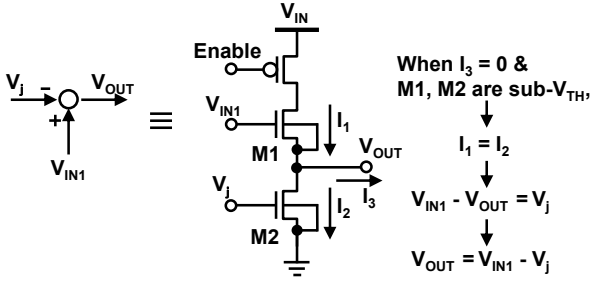 V_j
-
V_OUT
+
V_IN1
≡
V_IN
Enable
V_IN1
I_1
M1
V_OUT
V_j
I_2
I_3
M2
When I_3 = 0 &
M1, M2 are sub-V_TH,
I_1 = I_2
V_IN1 - V_OUT = V_j
V_OUT = V_IN1 - V_j